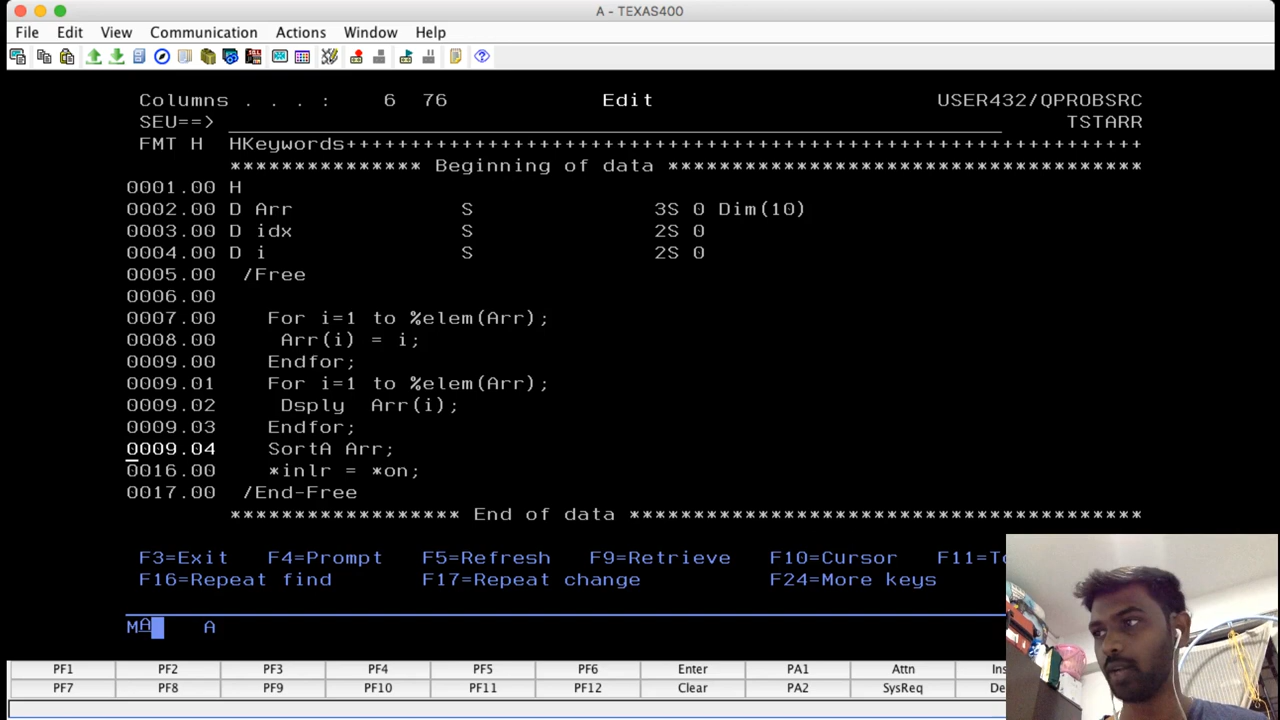 A - TEXAS400
File Edit View Communication Actions Window Help
Columns . . . : 6 76 Edit USER432/QPROBSRC
SEU==> TSTARR
FMT H HKeywords++++++++++++++++++++++++++++++++++++++++++++++++++++++++++++++
*************** Beginning of data *************************************
0001.00 H
0002.00 D Arr S 3S 0 Dim(10)
0003.00 D idx S 2S 0
0004.00 D i S 2S 0
0005.00 /Free
0006.00
0007.00 For i=1 to %elem(Arr);
0008.00 Arr(i) = i;
0009.00 Endfor;
0009.01 For i=1 to %elem(Arr);
0009.02 Dsply Arr(i);
0009.03 Endfor;
0009.04 SortA Arr;
0016.00 *inlr = *on;
0017.00 /End-Free
****************** End of data ****************************************
F3=Exit F4=Prompt F5=Refresh F9=Retrieve F10=Cursor F11=To
F16=Repeat find F17=Repeat change F24=More keys
MA A
PF1 PF2 PF3 PF4 PF5 PF6 Enter PA1 Attn Ins
PF7 PF8 PF9 PF10 PF11 PF12 Clear PA2 SysReq De